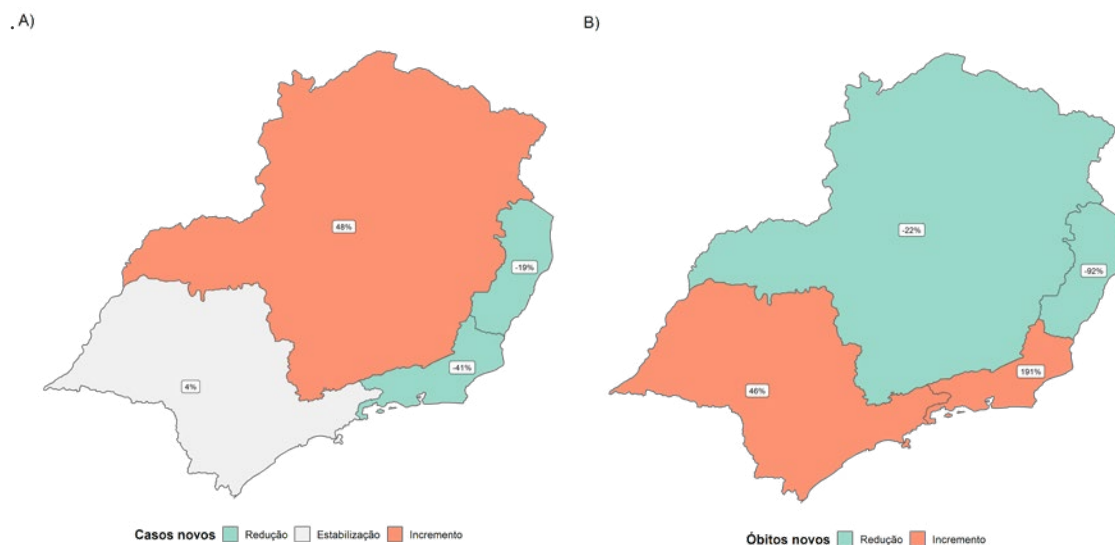 . A)
B)
48%
-19%
-41%
4%
-22%
-92%
191%
46%
Casos novos Redução Estabilização Incremento
Óbitos novos Redução Incremento